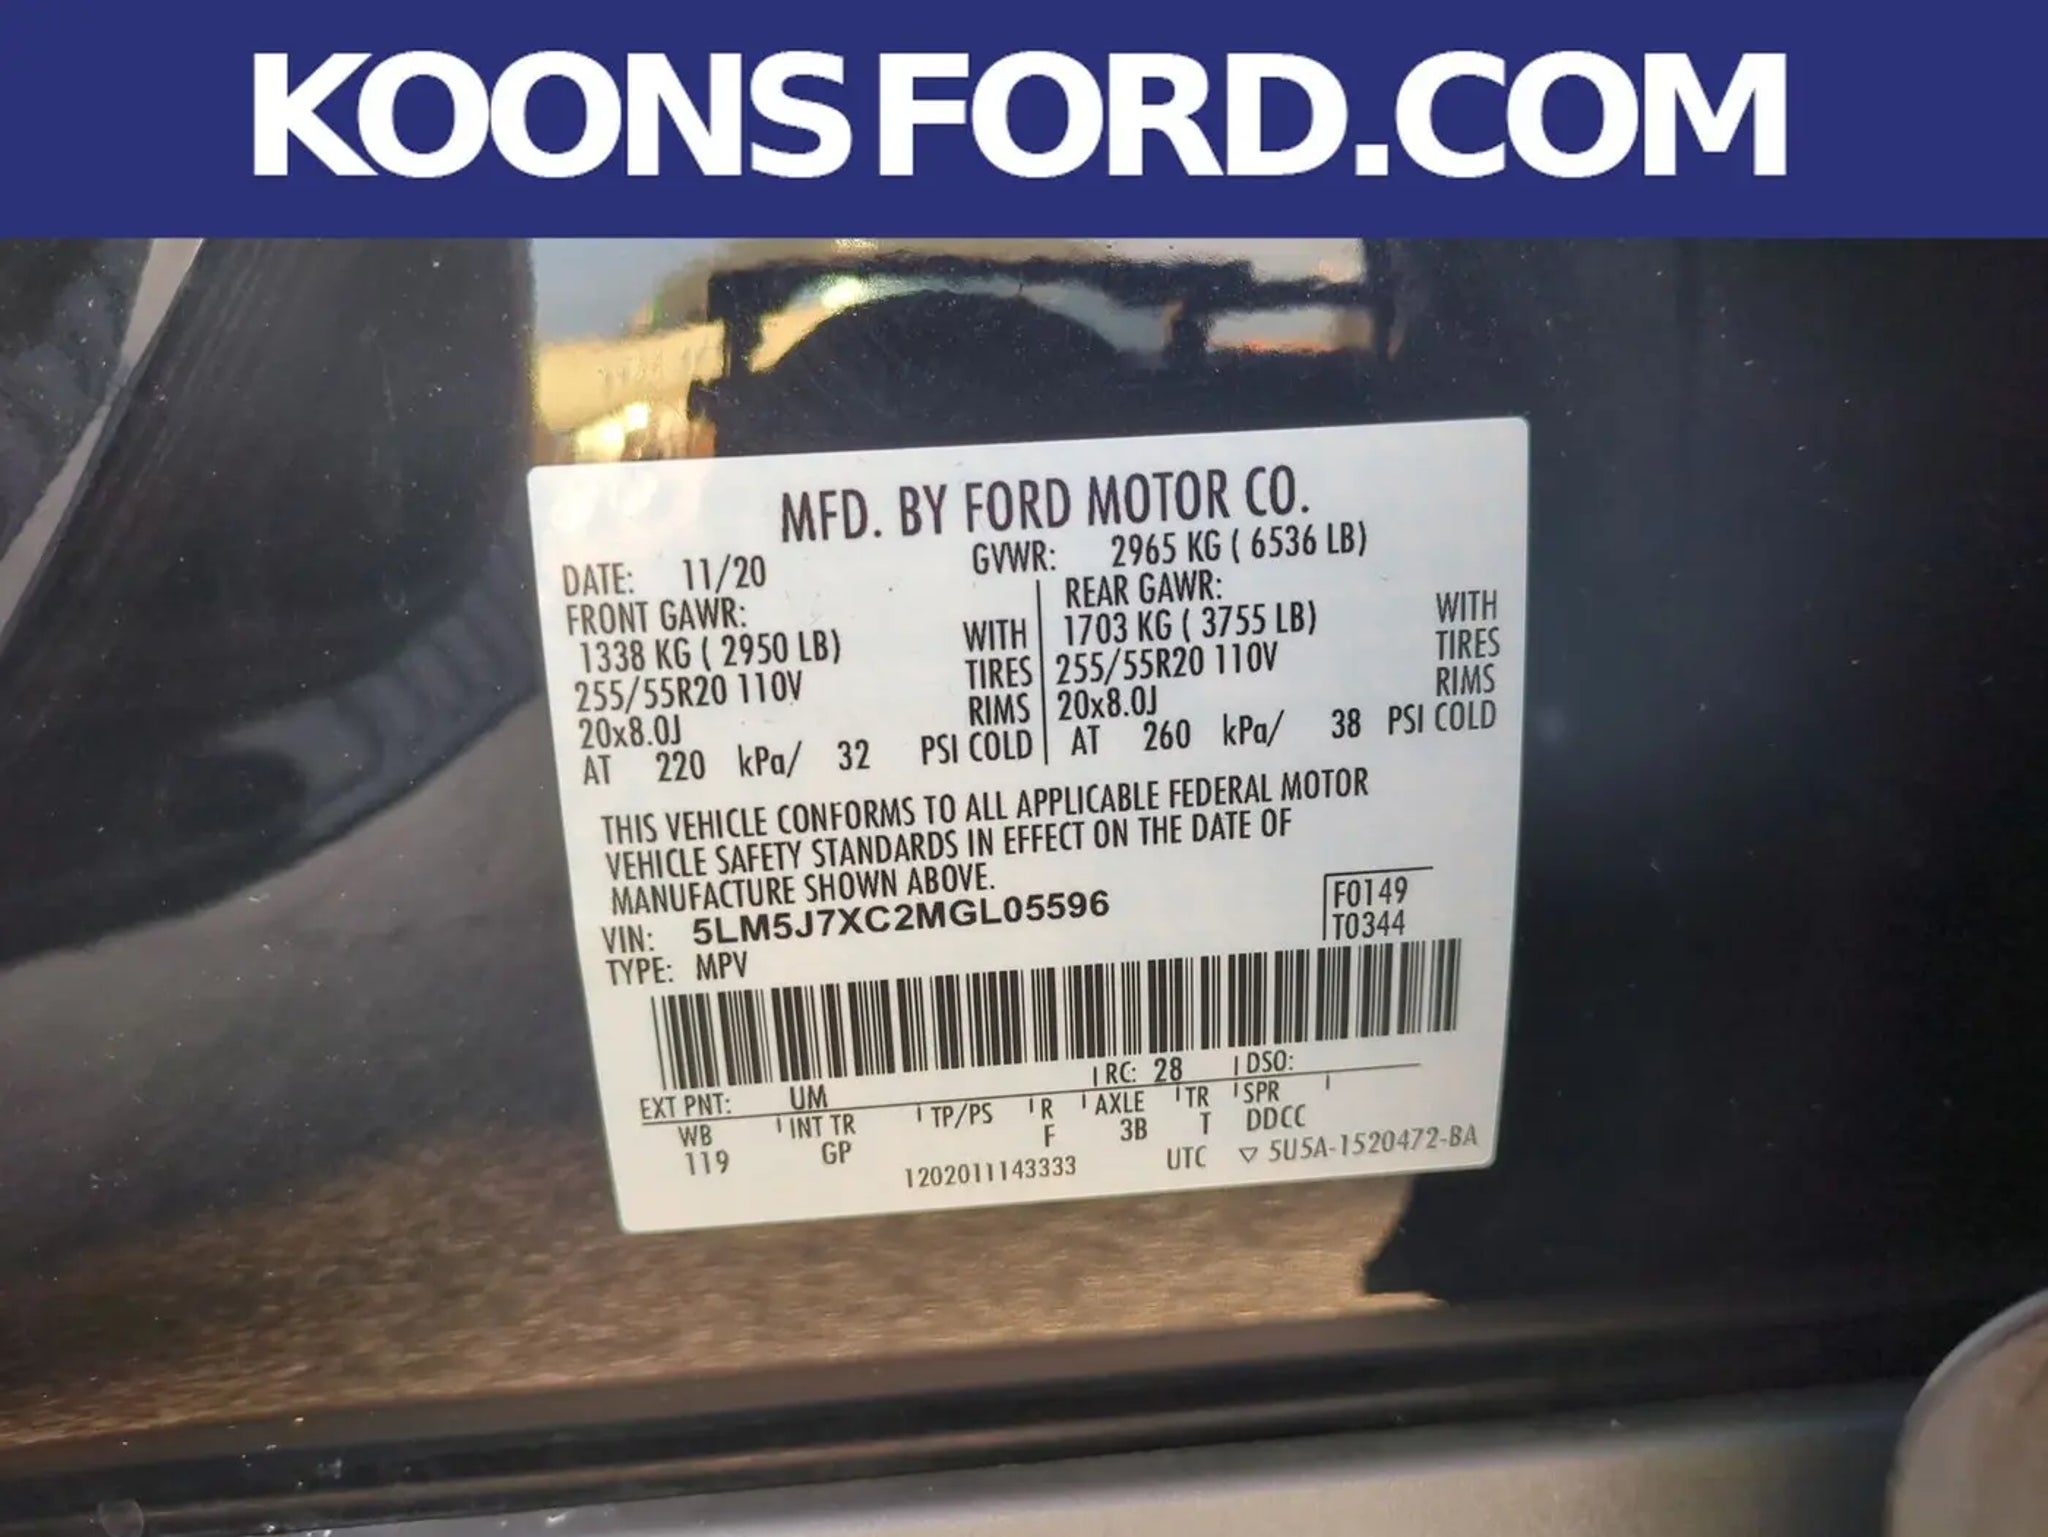 KOONSFORD.COM
MFD. BY FORD MOTOR CO.
DATE: 11/20 GVWR: 2965 KG ( 6536 LB)
FRONT GAWR: REAR GAWR:
1338 KG ( 2950 LB) WITH 1703 KG ( 3755 LB) WITH
255/55R20 110V TIRES 255/55R20 110V TIRES
20x8.0J RIMS 20x8.0J RIMS
AT 220 kPa/ 32 PSI COLD AT 260 kPa/ 38 PSI COLD
THIS VEHICLE CONFORMS TO ALL APPLICABLE FEDERAL MOTOR
VEHICLE SAFETY STANDARDS IN EFFECT ON THE DATE OF
MANUFACTURE SHOWN ABOVE.
VIN: 5LM5J7XC2MGL05596 F0149
TYPE: MPV T0344
EXT PNT: UM RC: 28 DSO:
WB INT TR TP/PS R AXLE TR SPR
119 GP F 3B T DDCC
1202011143333 UTC ▽ 5U5A-1520472-BA